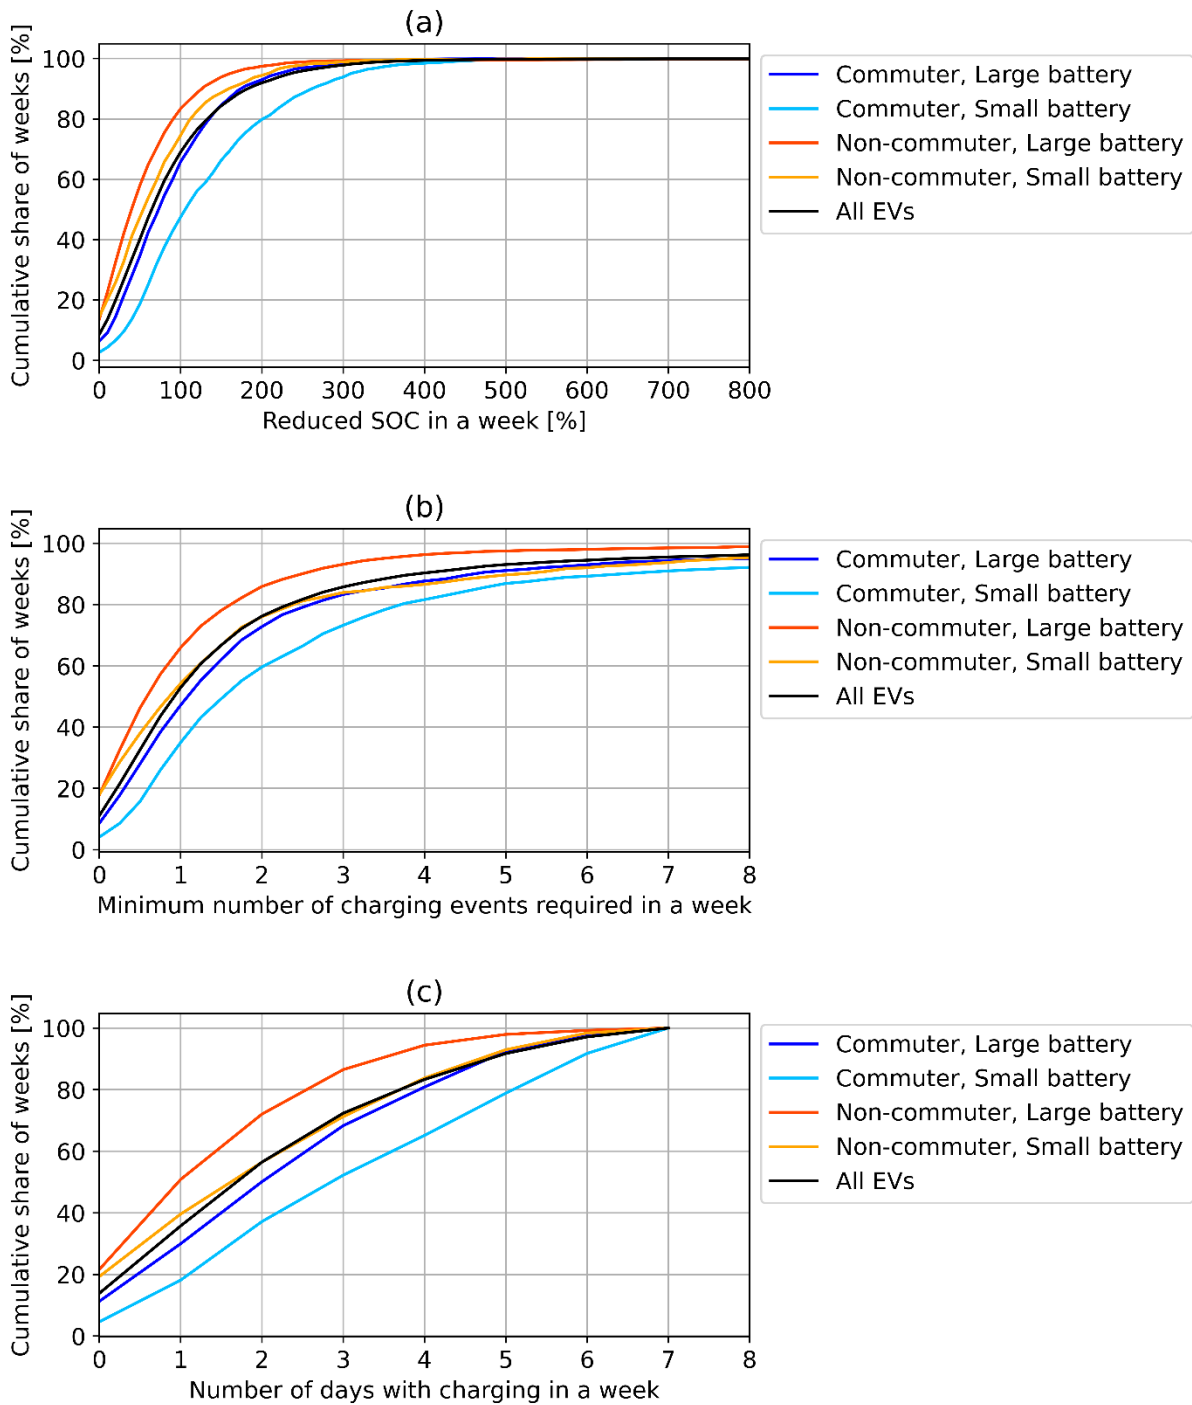 (a)
Cumulative share of weeks [%]
100
80
60
40
20
0
0 100 200 300 400 500 600 700 800
Reduced SOC in a week [%]
Commuter, Large battery
Commuter, Small battery
Non-commuter, Large battery
Non-commuter, Small battery
All EVs
(b)
Cumulative share of weeks [%]
100
80
60
40
20
0
0 1 2 3 4 5 6 7 8
Minimum number of charging events required in a week
Commuter, Large battery
Commuter, Small battery
Non-commuter, Large battery
Non-commuter, Small battery
All EVs
(c)
Cumulative share of weeks [%]
100
80
60
40
20
0
0 1 2 3 4 5 6 7 8
Number of days with charging in a week
Commuter, Large battery
Commuter, Small battery
Non-commuter, Large battery
Non-commuter, Small battery
All EVs